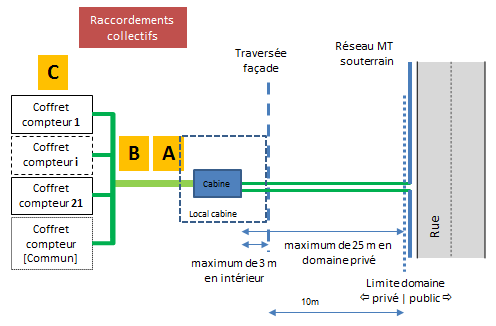 Raccordements
collectifs
Traversée
façade
Réseau MT
souterrain
C
Coffret
compteur 1
Coffret
compteur i
Coffret
compteur 21
Coffret
compteur
[Commun]
B
A
Cabine
Local cabine
Rue
maximum de 3 m
en intérieur
maximum de 25 m en
domaine privé
10m
Limite domaine
⇦ privé | public ⇨